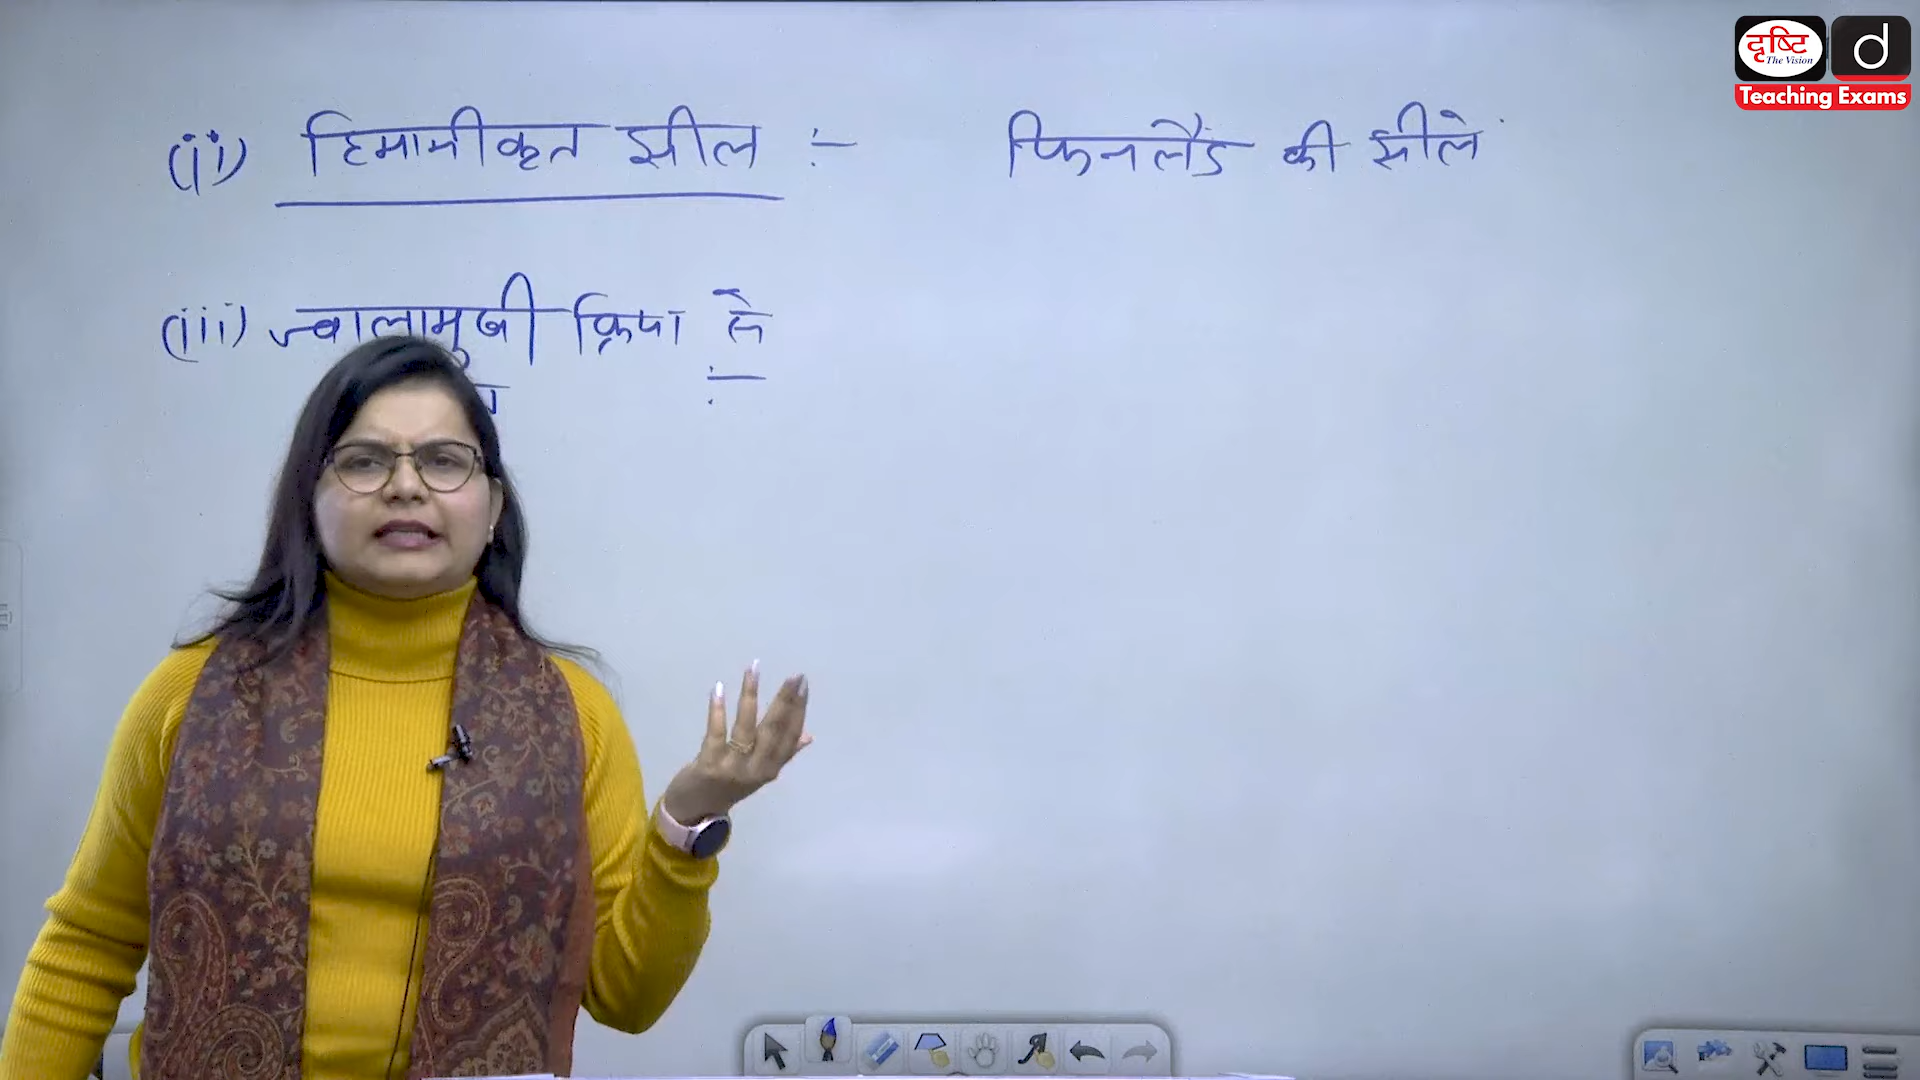 दृष्टि
The Vision
d
Teaching Exams
(ii) हिमानीकृत झील :- फिनलैंड की झीलें
(iii) ज्वालामुखी क्रिया से :-